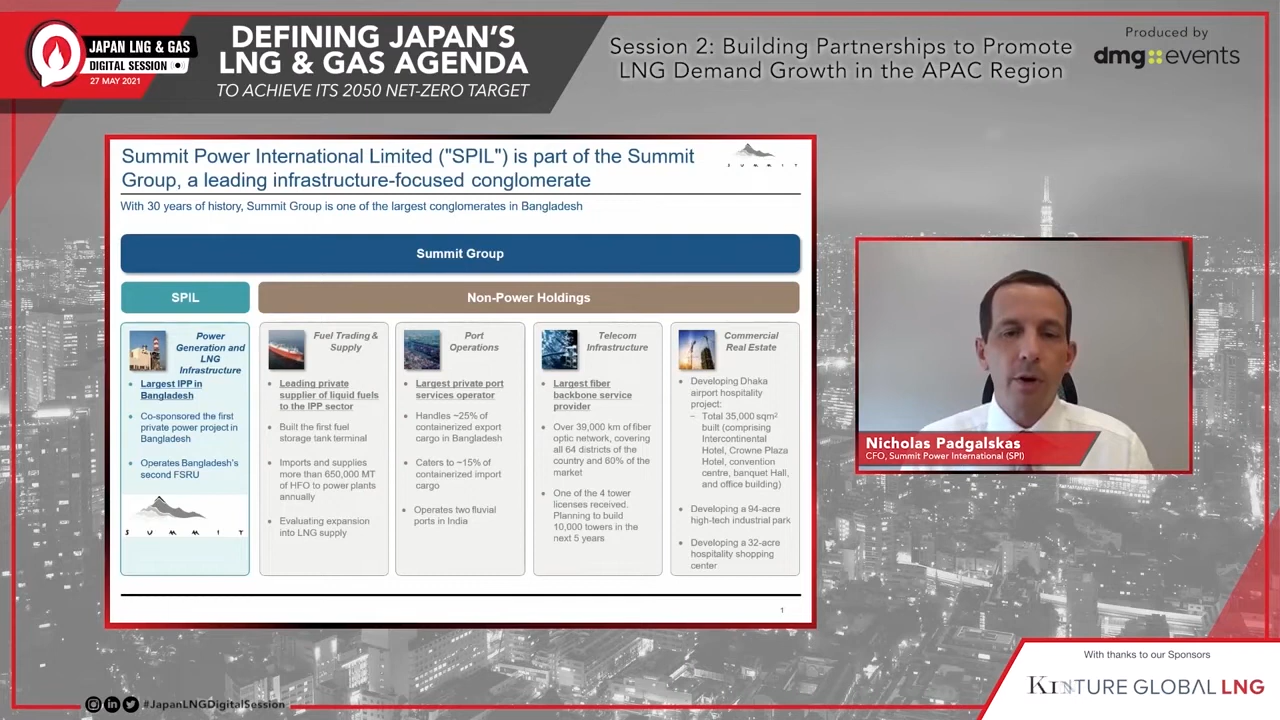 JAPAN LNG & GAS
DIGITAL SESSION
27 MAY 2021
DEFINING JAPAN'S
LNG & GAS AGENDA
TO ACHIEVE ITS 2050 NET-ZERO TARGET
Session 2: Building Partnerships to Promote
LNG Demand Growth in the APAC Region
Produced by
dmg events
Summit Power International Limited ("SPIL") is part of the Summit
Group, a leading infrastructure-focused conglomerate
SUMMIT
With 30 years of history, Summit Group is one of the largest conglomerates in Bangladesh
Summit Group
SPIL
Non-Power Holdings
Power
Generation and
LNG
Infrastructure
• Largest IPP in
Bangladesh
• Co-sponsored the first
private power project in
Bangladesh
• Operates Bangladesh's
second FSRU
SUMMIT
Fuel Trading &
Supply
• Leading private
supplier of liquid fuels
to the IPP sector
• Built the first fuel
storage tank terminal
• Imports and supplies
more than 650,000 MT
of HFO to power plants
annually
• Evaluating expansion
into LNG supply
Port
Operations
• Largest private port
services operator
• Handles ~25% of
containerized export
cargo in Bangladesh
• Caters to ~15% of
containerized import
cargo
• Operates two fluvial
ports in India
Telecom
Infrastructure
• Largest fiber
backbone service
provider
• Over 39,000 km of fiber
optic network, covering
all 64 districts of the
country and 60% of the
market
• One of the 4 tower
licenses received.
Planning to build
10,000 towers in the
next 5 years
Commercial
Real Estate
• Developing Dhaka
airport hospitality
project:
– Total 35,000 sqm²
built (comprising
Intercontinental
Hotel, Crowne Plaza
Hotel, convention
centre, banquet Hall,
and office building)
• Developing a 94-acre
high-tech industrial park
• Developing a 32-acre
hospitality shopping
center
1
Nicholas Padgalskas
CFO, Summit Power International (SPI)
With thanks to our Sponsors
TURE GLOBAL LNG
#JapanLNGDigitalSession